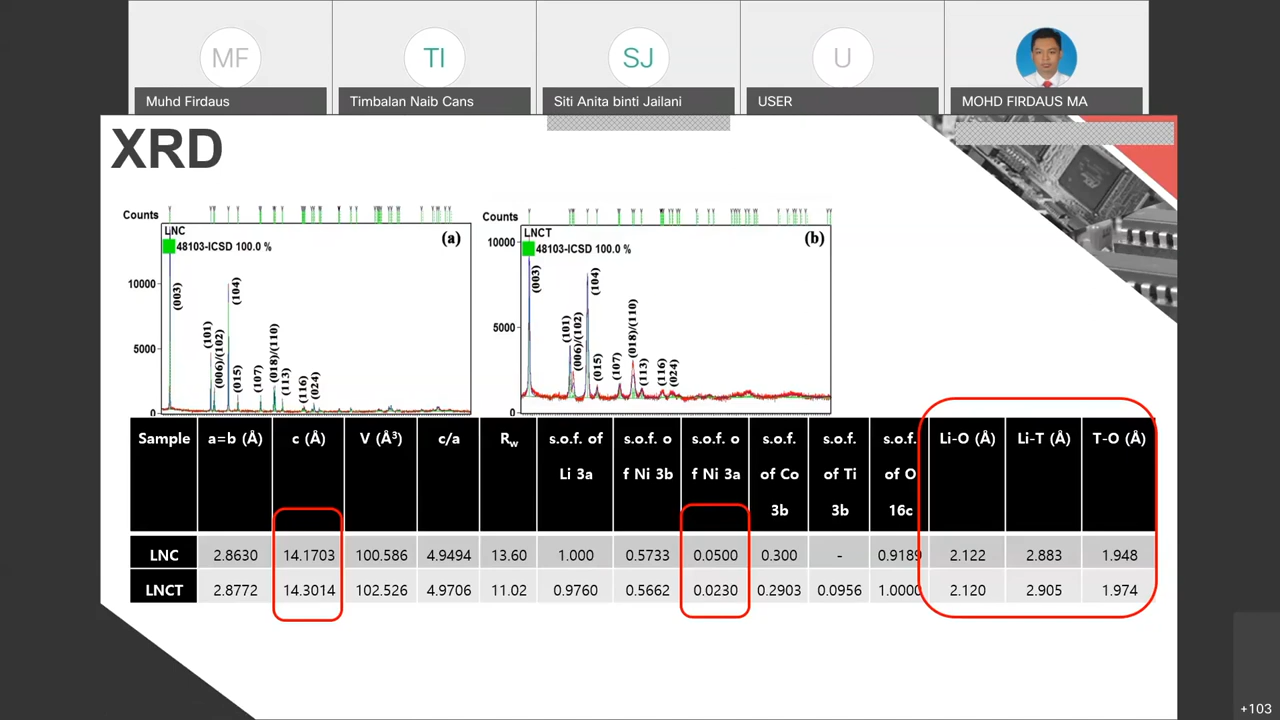 MF
TI
SJ
U
Muhd Firdaus
Timbalan Naib Cans
Siti Anita binti Jailani
USER
MOHD FIRDAUS MA
XRD
Counts
LNC
(a)
48103-ICSD 100.0 %
10000
5000
0
(003)
(101)
(006)/(102)
(104)
(015)
(107)
(018)/(110)
(113)
(116)
(024)
Counts
LNCT
(b)
10000
48103-ICSD 100.0 %
5000
0
(003)
(101)
(006)/(102)
(104)
(015)
(107)
(018)/(110)
(113)
(116)
(024)
Sample a=b (Å) c (Å) V (Å³) c/a Rw s.o.f. of s.o.f. o s.o.f. o s.o.f. s.o.f. s.o.f. Li-O (Å) Li-T (Å) T-O (Å)
Li 3a f Ni 3b f Ni 3a of Co of Ti of O
3b 3b 16c
LNC 2.8630 14.1703 100.586 4.9494 13.60 1.000 0.5733 0.0500 0.300 - 0.9189 2.122 2.883 1.948
LNCT 2.8772 14.3014 102.526 4.9706 11.02 0.9760 0.5662 0.0230 0.2903 0.0956 1.0000 2.120 2.905 1.974
+103